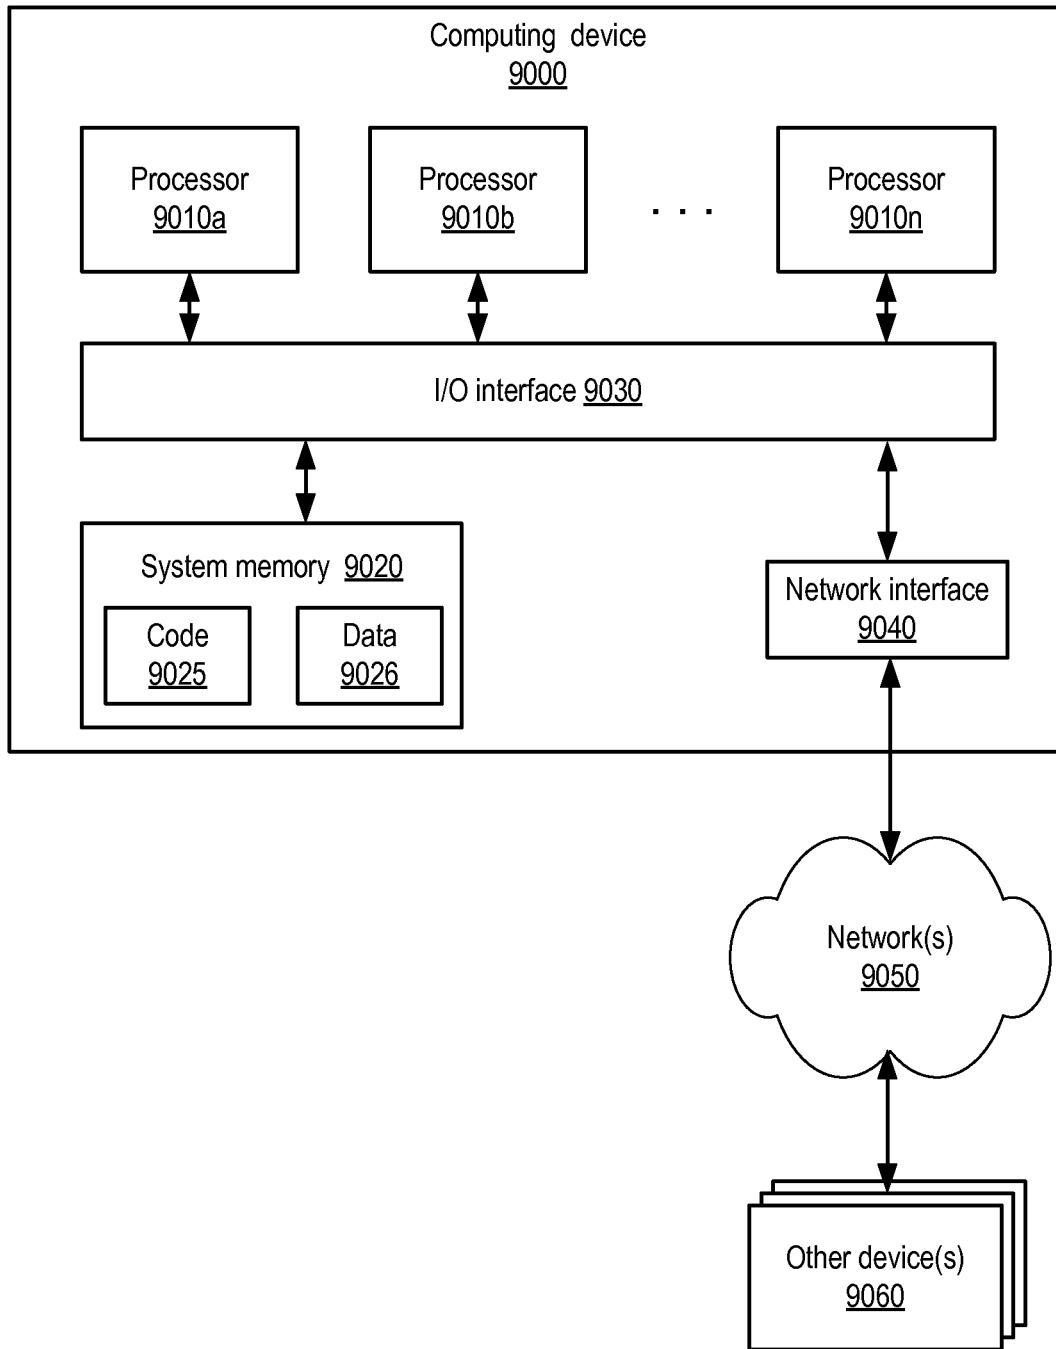 Computing device
9000
Processor
9010a
Processor
9010b
. . .
Processor
9010n
I/O interface 9030
System memory 9020
Code
9025
Data
9026
Network interface
9040
Network(s)
9050
Other device(s)
9060